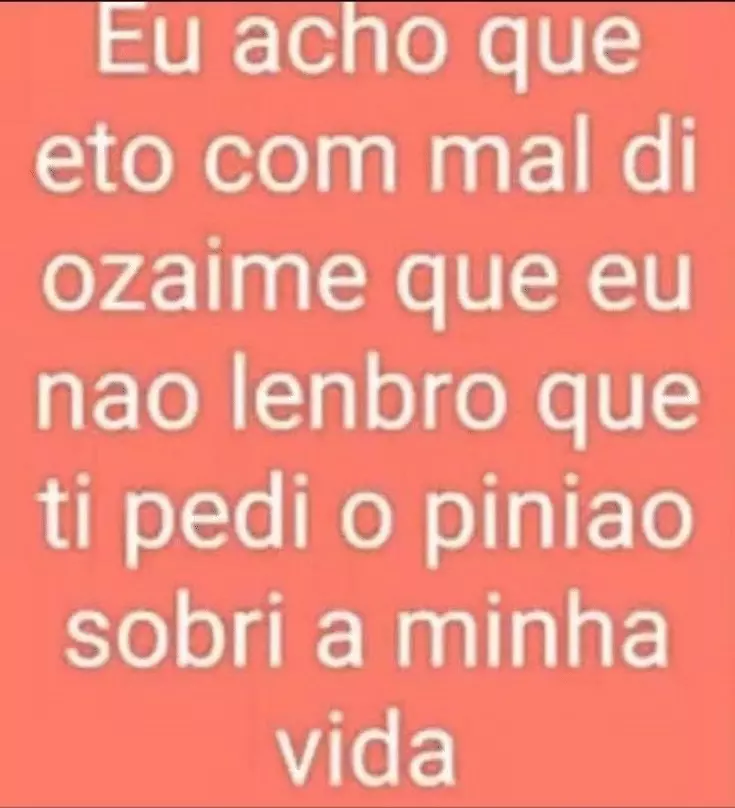 Eu acho que
eto com mal di
ozaime que eu
nao lenbro que
ti pedi o piniao
sobri a minha
vida